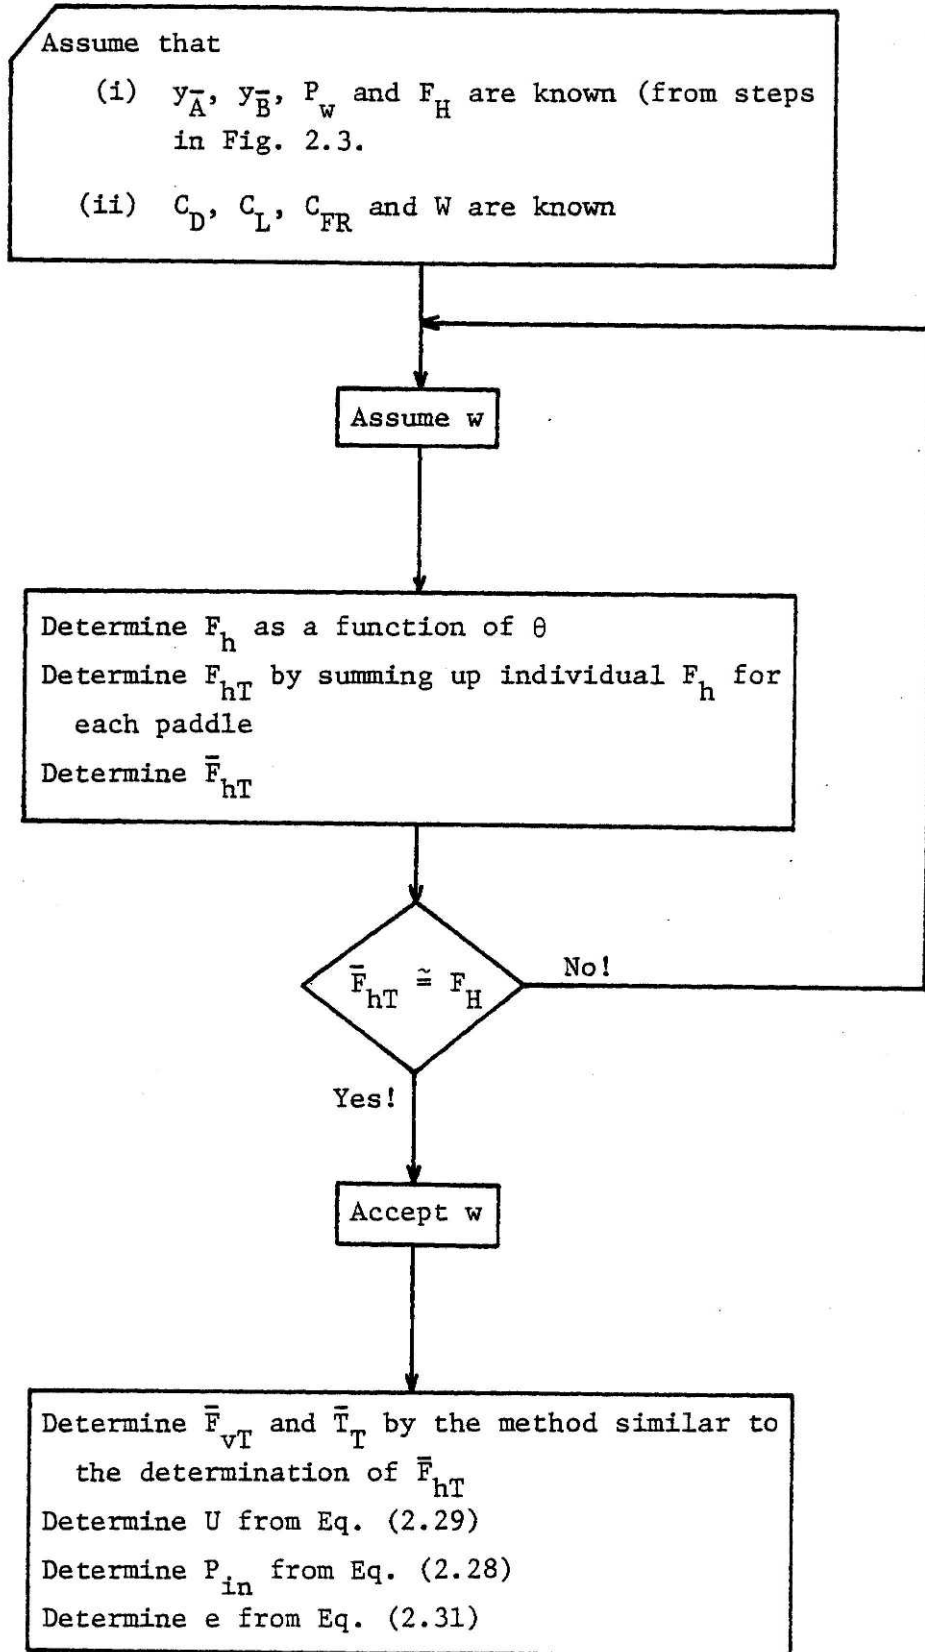 Assume that
(i) y_A̅, y_B̅, P_w and F_H are known (from steps
in Fig. 2.3.
(ii) C_D, C_L, C_FR and W are known
Assume w
Determine F_h as a function of θ
Determine F_hT by summing up individual F_h for
each paddle
Determine F̅_hT
F̅_hT ≅ F_H
No!
Yes!
Accept w
Determine F̅_vT and T̅_T by the method similar to
the determination of F̅_hT
Determine U from Eq. (2.29)
Determine P_in from Eq. (2.28)
Determine e from Eq. (2.31)